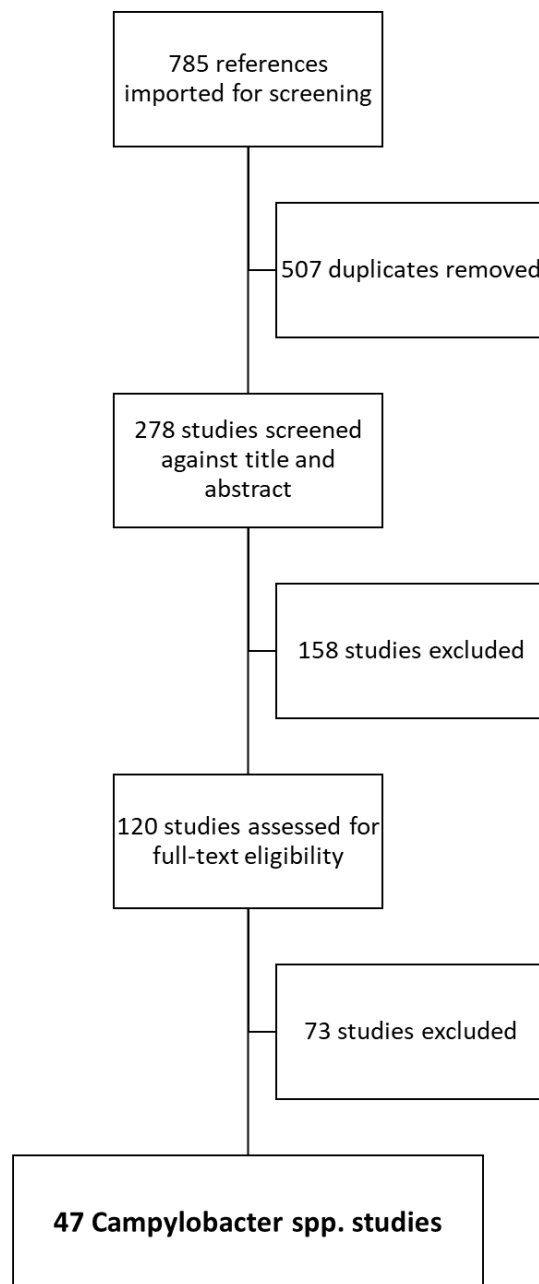 785 references
imported for screening
507 duplicates removed
278 studies screened
against title and
abstract
158 studies excluded
120 studies assessed for
full-text eligibility
73 studies excluded
47 Campylobacter spp. studies